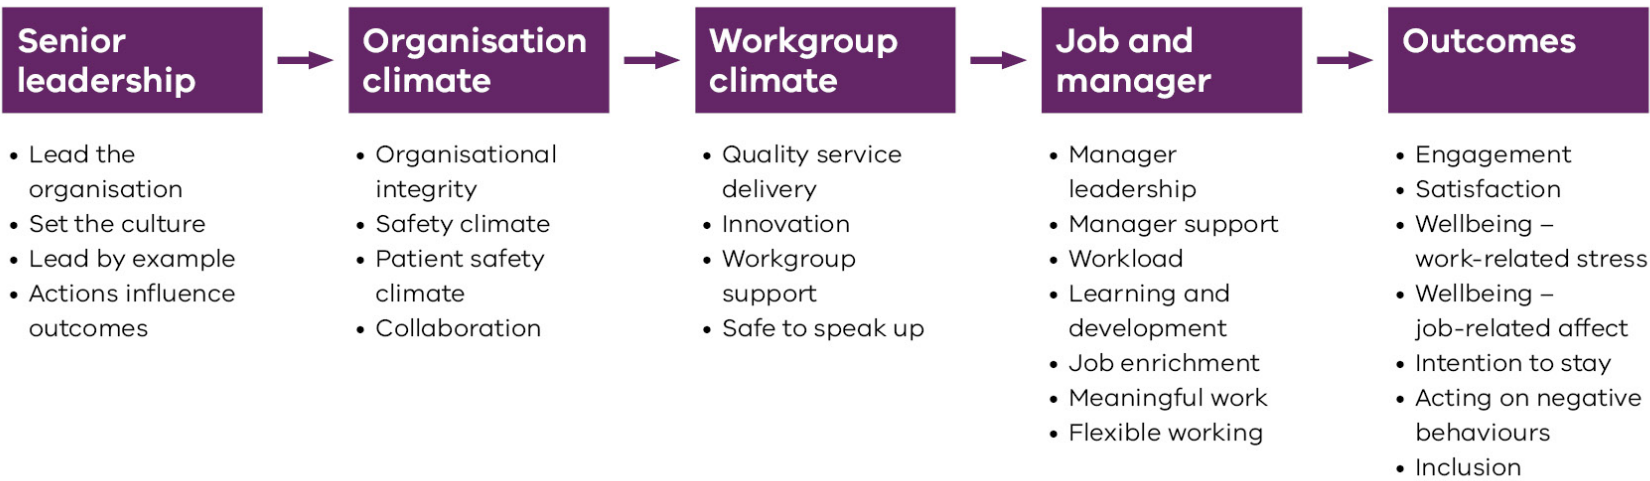 Senior
leadership
• Lead the
organisation
• Set the culture
• Lead by example
• Actions influence
outcomes
Organisation
climate
• Organisational
integrity
• Safety climate
• Patient safety
climate
• Collaboration
Workgroup
climate
• Quality service
delivery
• Innovation
• Workgroup
support
• Safe to speak up
Job and
manager
• Manager
leadership
• Manager support
• Workload
• Learning and
development
• Job enrichment
• Meaningful work
• Flexible working
Outcomes
• Engagement
• Satisfaction
• Wellbeing –
work-related stress
• Wellbeing –
job-related affect
• Intention to stay
• Acting on negative
behaviours
• Inclusion